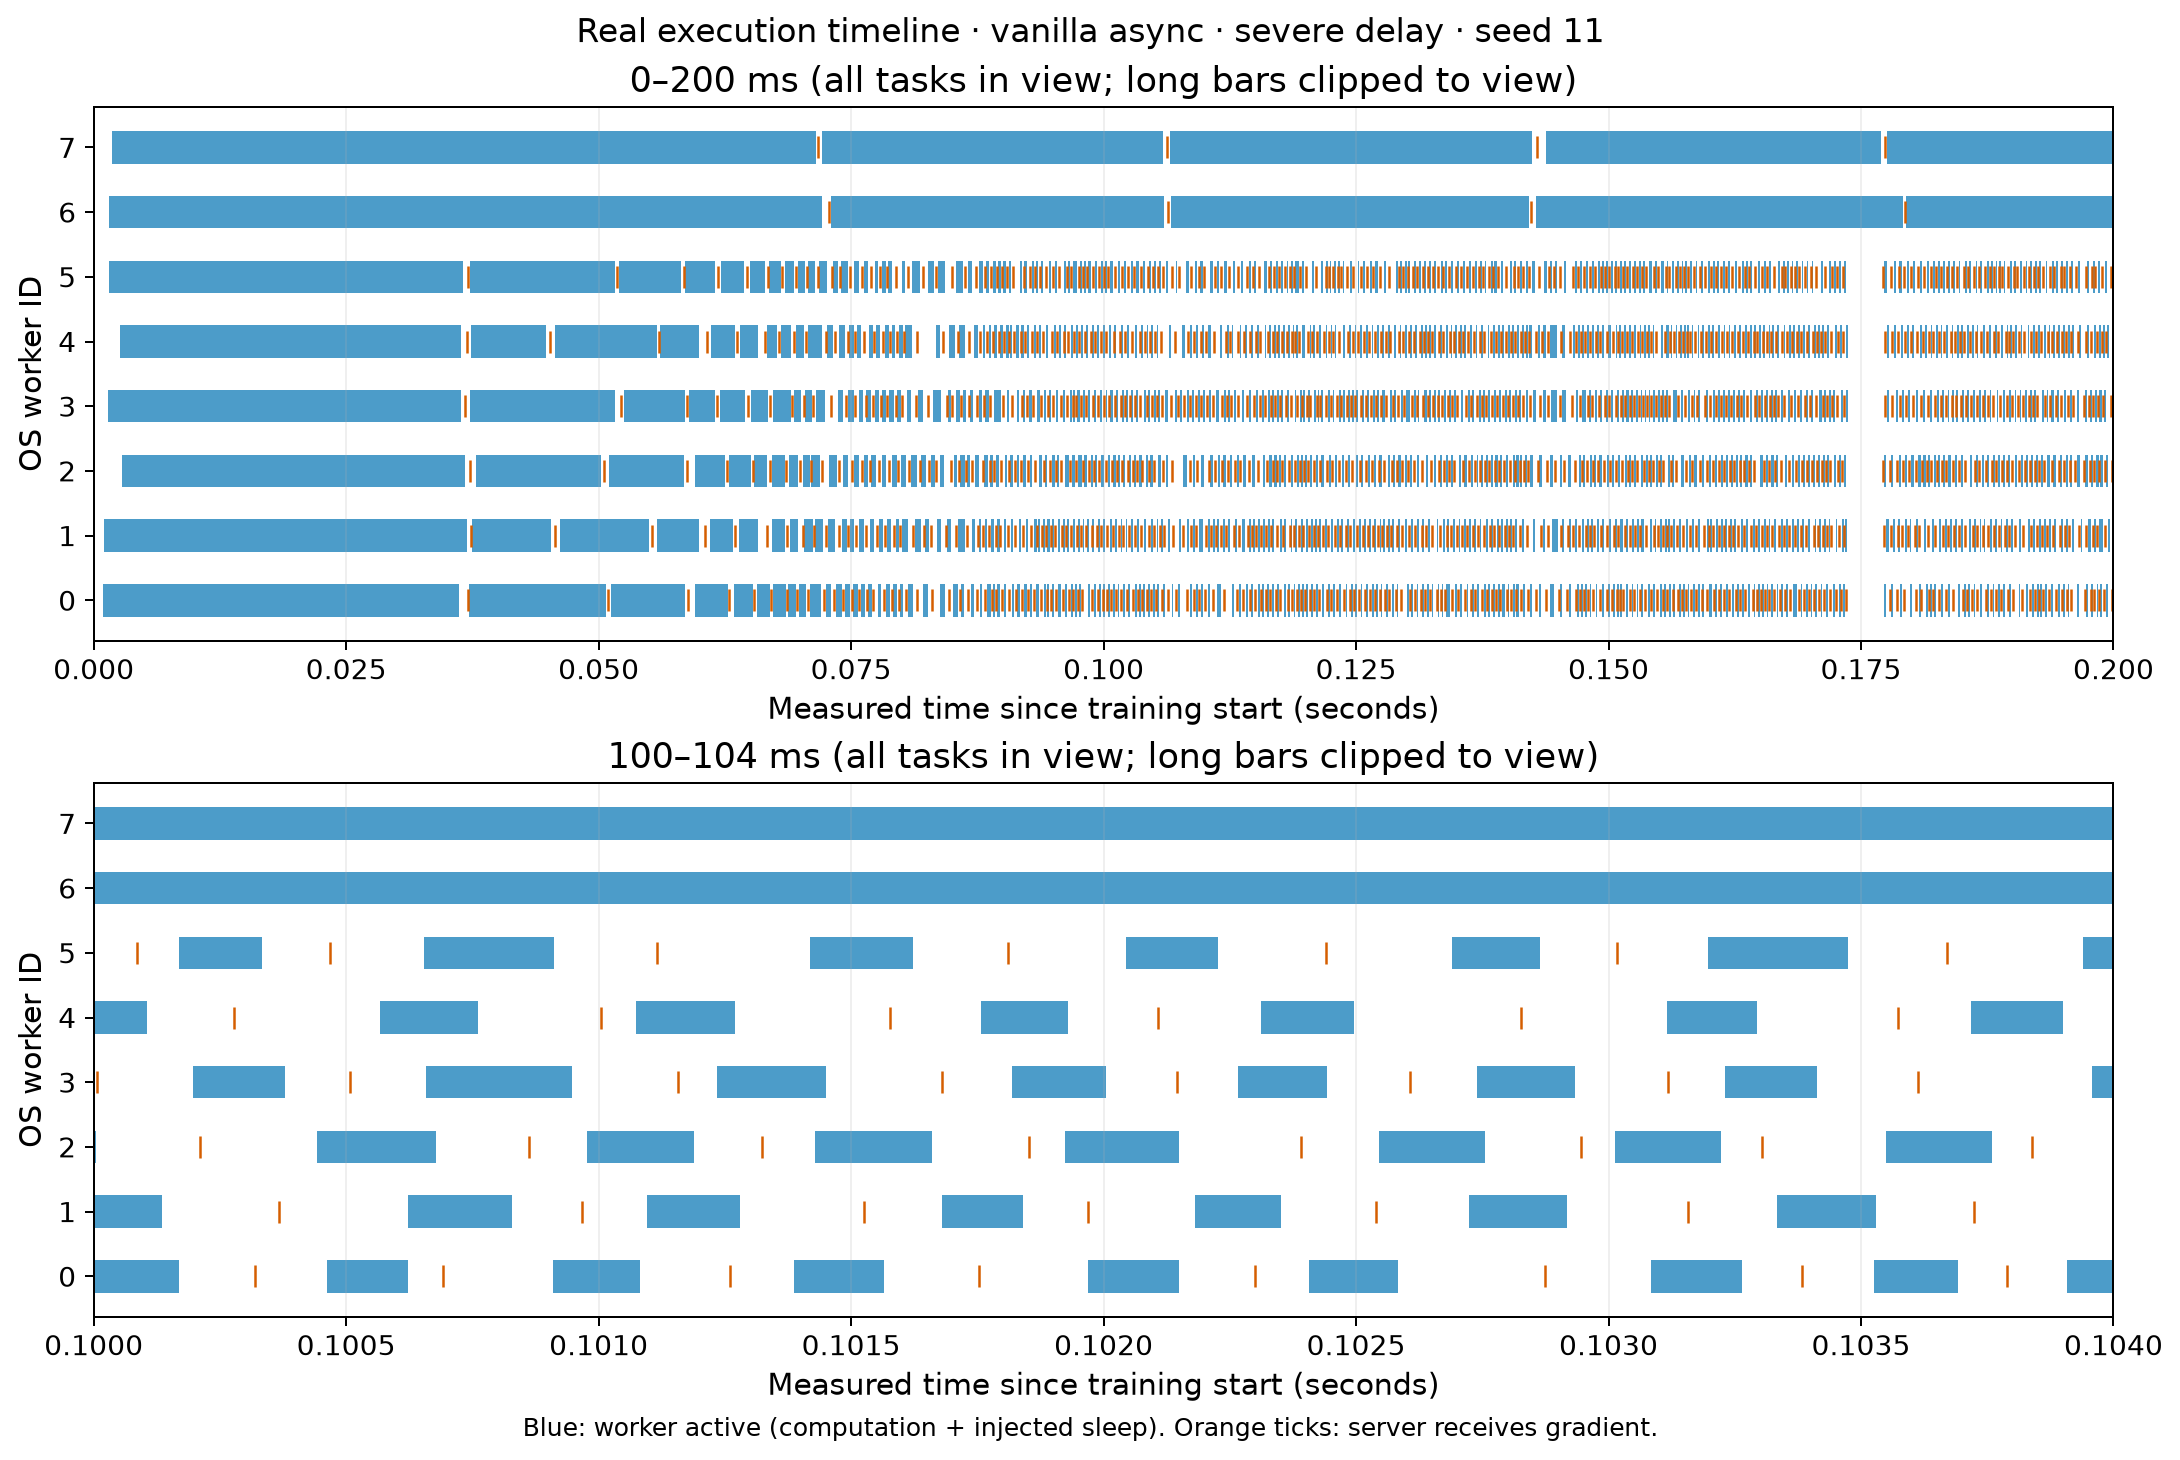 Real execution timeline · vanilla async · severe delay · seed 11
0–200 ms (all tasks in view; long bars clipped to view)
OS worker ID
7
6
5
4
3
2
1
0
0.000 0.025 0.050 0.075 0.100 0.125 0.150 0.175 0.200
Measured time since training start (seconds)
100–104 ms (all tasks in view; long bars clipped to view)
OS worker ID
7
6
5
4
3
2
1
0
0.1000 0.1005 0.1010 0.1015 0.1020 0.1025 0.1030 0.1035 0.1040
Measured time since training start (seconds)
Blue: worker active (computation + injected sleep). Orange ticks: server receives gradient.